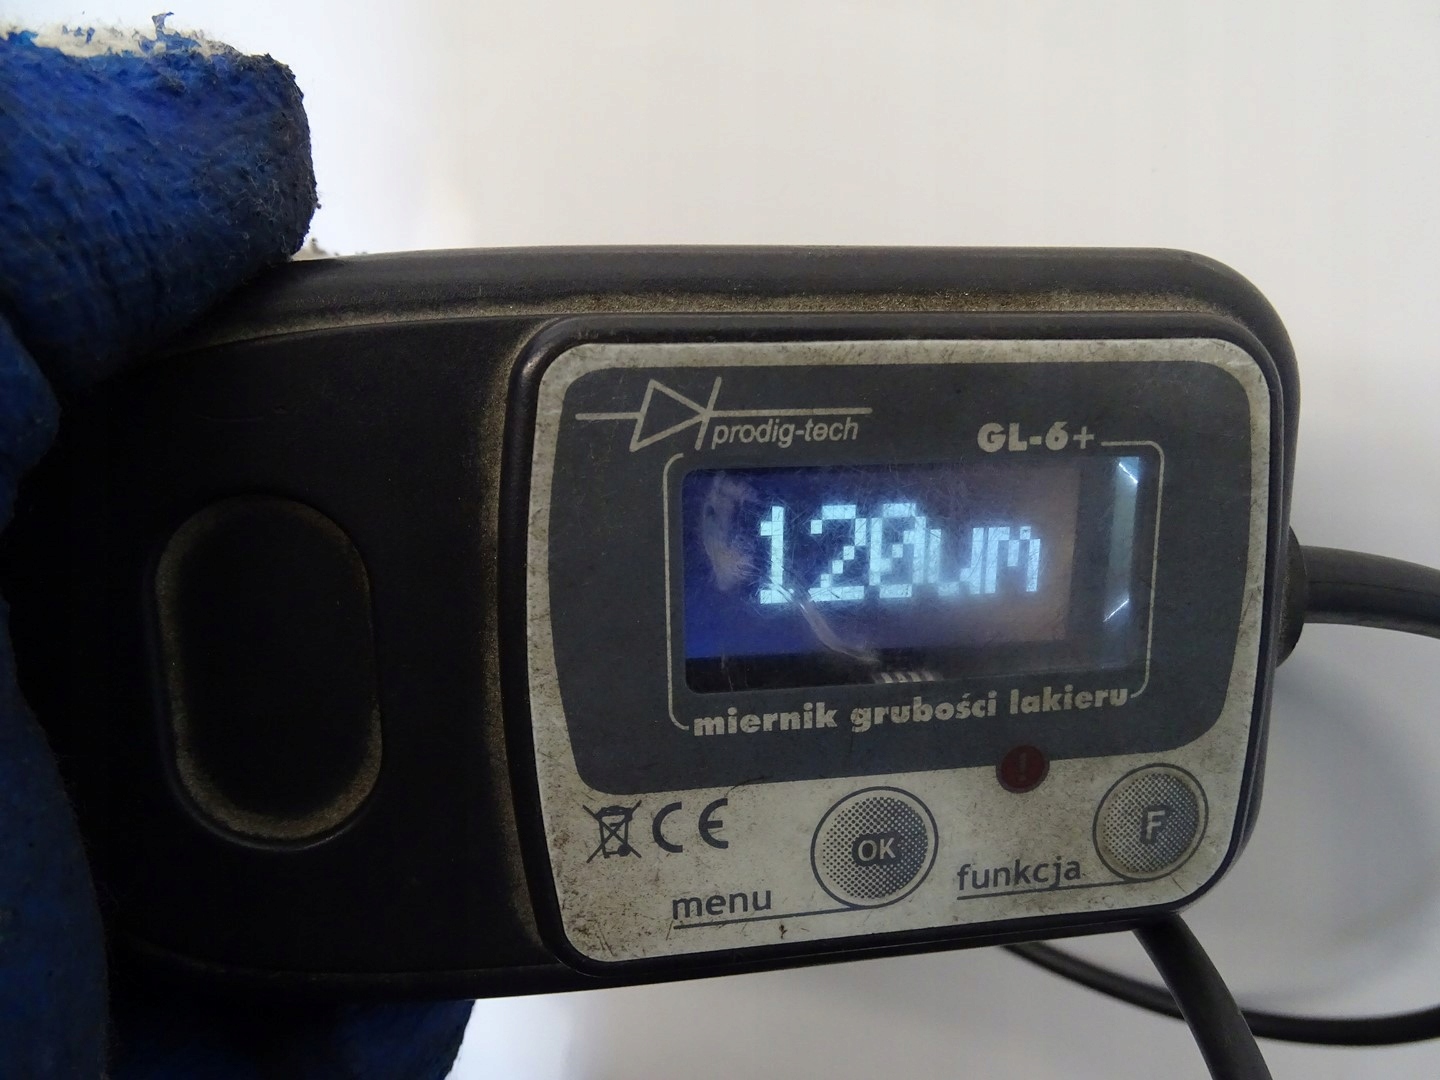 prodig-tech
GL-6+
120um
miernik grubości lakieru
!
CE
OK
F
menu
funkcja